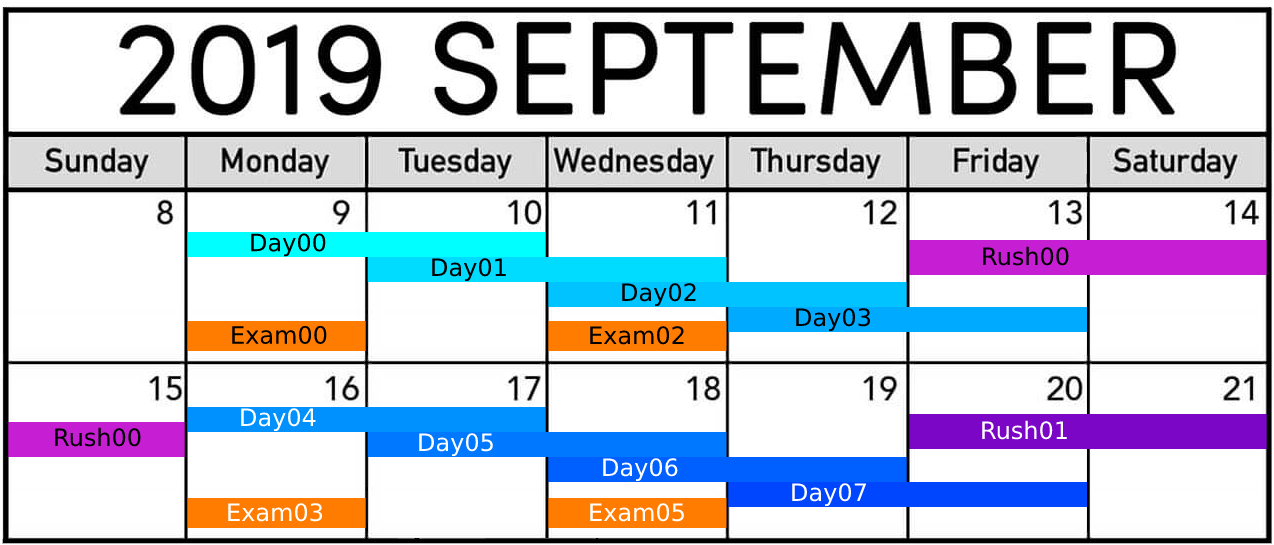 2019 SEPTEMBER
Sunday Monday Tuesday Wednesday Thursday Friday Saturday
8 9 10 11 12 13 14
Day00
Rush00
Day01
Day02
Day03
Exam00 Exam02
15 16 17 18 19 20 21
Day04
Rush00 Day05 Rush01
Day06
Day07
Exam03 Exam05